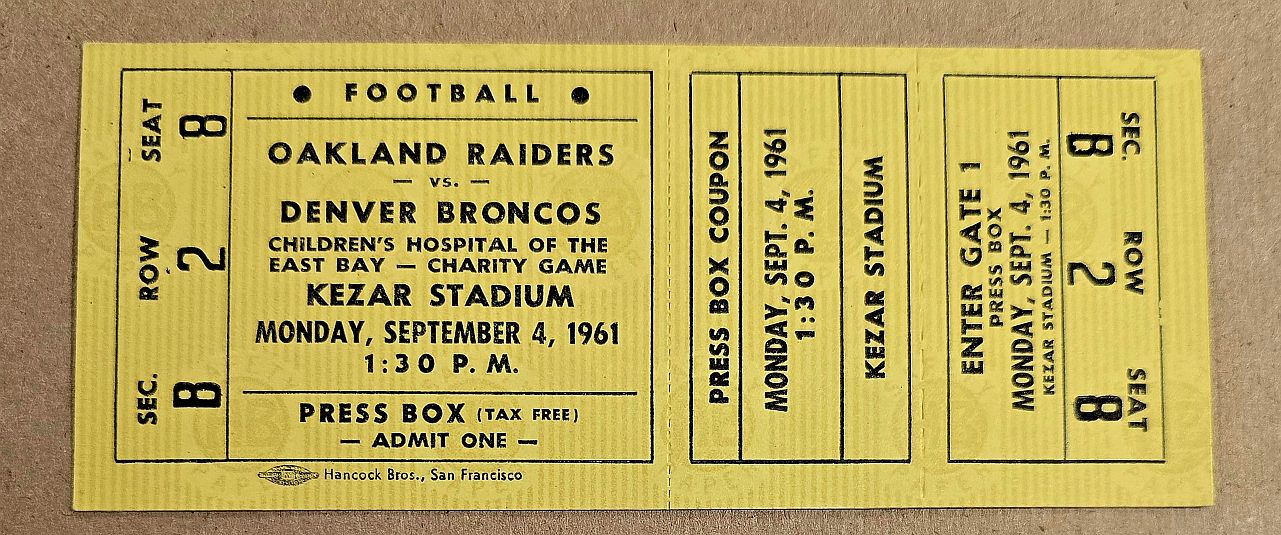 SEC. ROW SEAT
B 2 8
● FOOTBALL ●
OAKLAND RAIDERS
— VS. —
DENVER BRONCOS
CHILDREN'S HOSPITAL OF THE
EAST BAY — CHARITY GAME
KEZAR STADIUM
MONDAY, SEPTEMBER 4, 1961
1:30 P. M.
PRESS BOX (TAX FREE)
— ADMIT ONE —
Hancock Bros., San Francisco
PRESS BOX COUPON
MONDAY, SEPT. 4, 1961
1:30 P. M.
KEZAR STADIUM
ENTER GATE 1
PRESS BOX
MONDAY, SEPT. 4, 1961
KEZAR STADIUM — 1:30 P. M.
SEC. ROW SEAT
B 2 8